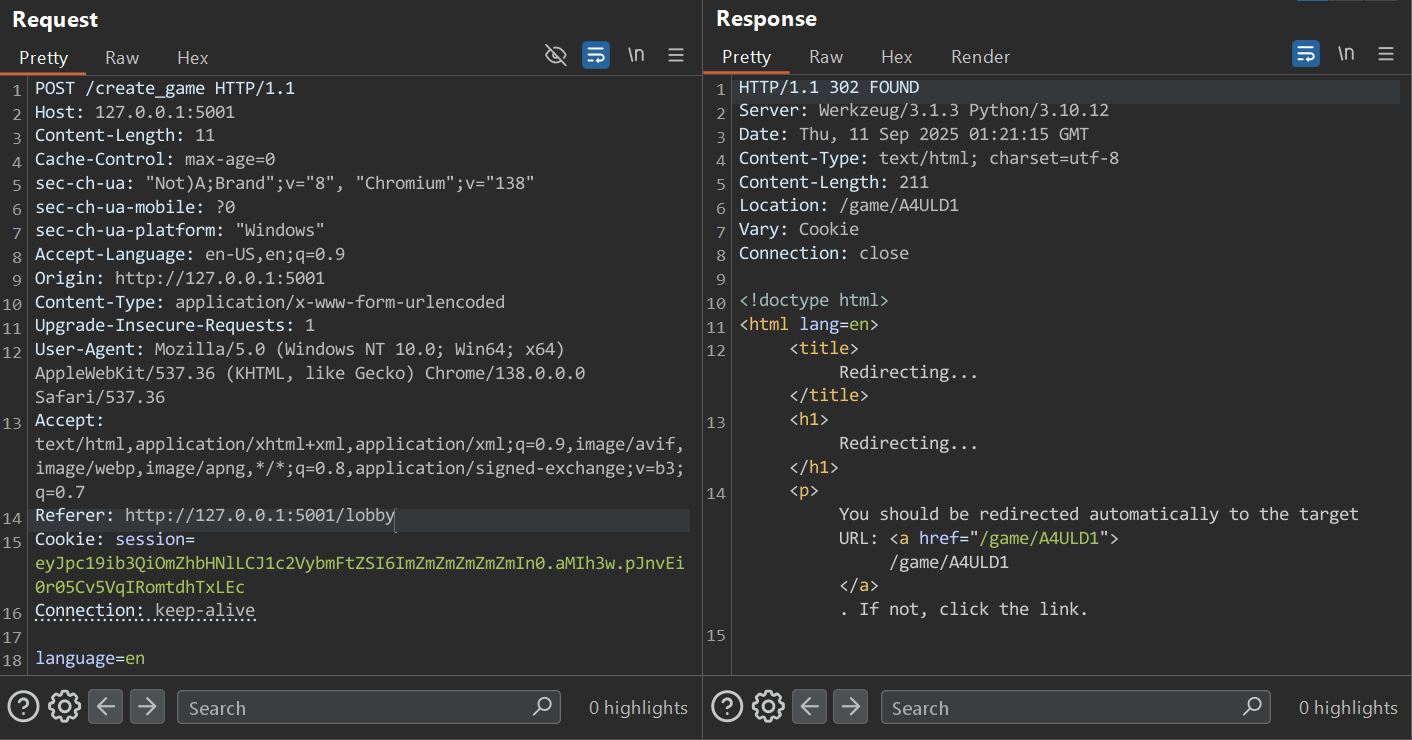 Request
Pretty Raw Hex \n
1 POST /create_game HTTP/1.1
2 Host: 127.0.0.1:5001
3 Content-Length: 11
4 Cache-Control: max-age=0
5 sec-ch-ua: "Not)A;Brand";v="8", "Chromium";v="138"
6 sec-ch-ua-mobile: ?0
7 sec-ch-ua-platform: "Windows"
8 Accept-Language: en-US,en;q=0.9
9 Origin: http://127.0.0.1:5001
10 Content-Type: application/x-www-form-urlencoded
11 Upgrade-Insecure-Requests: 1
12 User-Agent: Mozilla/5.0 (Windows NT 10.0; Win64; x64)
AppleWebKit/537.36 (KHTML, like Gecko) Chrome/138.0.0.0
Safari/537.36
13 Accept:
text/html,application/xhtml+xml,application/xml;q=0.9,image/avif,
image/webp,image/apng,*/*;q=0.8,application/signed-exchange;v=b3;
q=0.7
14 Referer: http://127.0.0.1:5001/lobby
15 Cookie: session=
eyJpc19ib3QiOmZhbHNlLCJ1c2VybmFtZSI6ImZmZmZmZmZmIn0.aMIh3w.pJnvEi
0r05Cv5VqIRomtdhTxLEc
16 Connection: keep-alive
17
18 language=en
Search 0 highlights
Response
Pretty Raw Hex Render \n
1 HTTP/1.1 302 FOUND
2 Server: Werkzeug/3.1.3 Python/3.10.12
3 Date: Thu, 11 Sep 2025 01:21:15 GMT
4 Content-Type: text/html; charset=utf-8
5 Content-Length: 211
6 Location: /game/A4ULD1
7 Vary: Cookie
8 Connection: close
9
10 <!doctype html>
11 <html lang=en>
12 <title>
Redirecting...
</title>
13 <h1>
Redirecting...
</h1>
14 <p>
You should be redirected automatically to the target
URL: <a href="/game/A4ULD1">
/game/A4ULD1
</a>
. If not, click the link.
15
Search 0 highlights